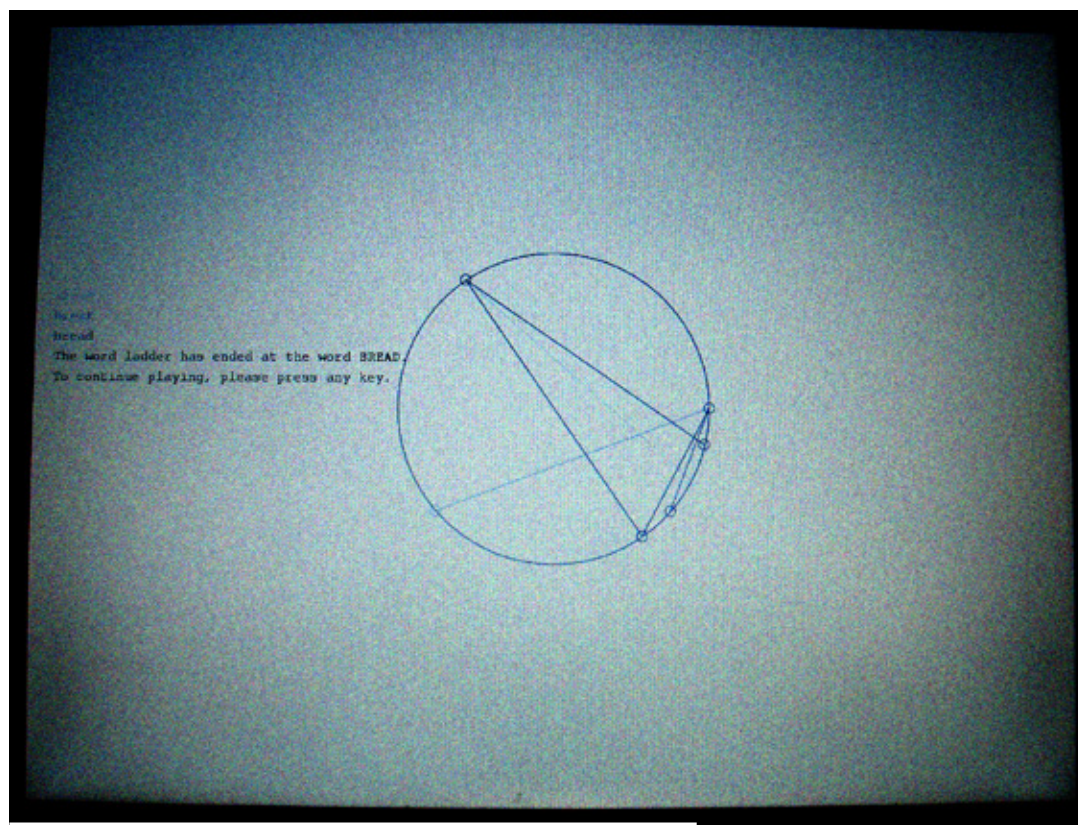 bread
The word ladder has ended at the word BREAD.
To continue playing, please press any key.